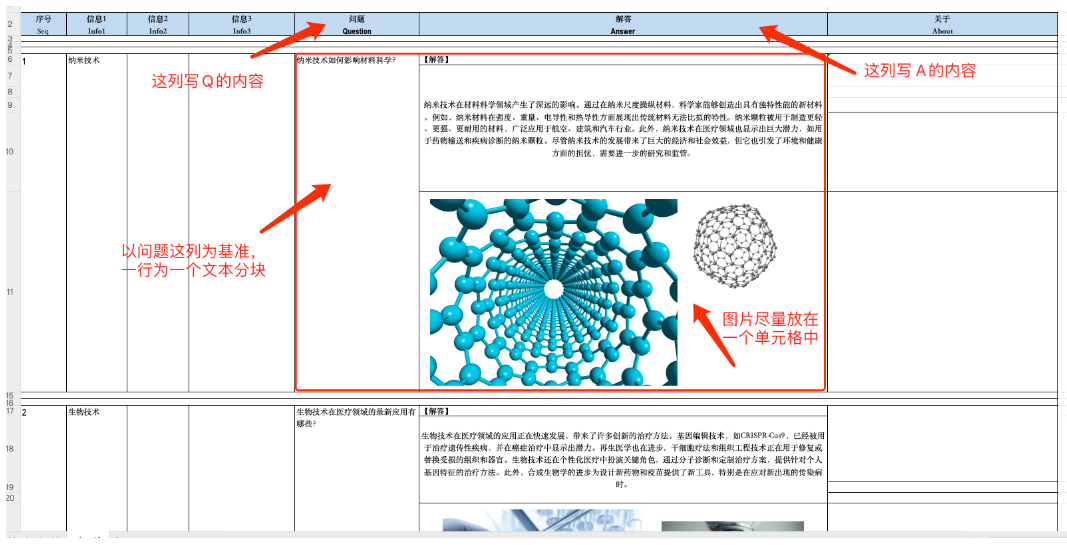 序号 信息1 信息2 信息3 问题 解答 关于
2 Seq Info1 Info2 Info3 Question Answer About
3
4
5
6 1 纳米技术 纳米技术如何影响材料科学? 【解答】
7
这列写Q的内容
这列写A的内容
8
9
纳米技术在材料科学领域产生了深远的影响。通过在纳米尺度操纵材料，科学家能够创造出具有独特性能的新材料
。例如，纳米材料在强度、重量、电导性和热导性方面展现出传统材料无法比拟的特性。纳米颗粒被用于制造更轻
、更强、更耐用的材料，广泛应用于航空、建筑和汽车行业。此外，纳米技术在医疗领域也显示出巨大潜力，如用
于药物输送和疾病诊断的纳米颗粒。尽管纳米技术的发展带来了巨大的经济和社会效益，但它也引发了环境和健康
方面的担忧，需要进一步的研究和监管。
10
以问题这列为基准，
一行为一个文本分块
11
图片尽量放在
一个单元格中
15
16
17 2 生物技术 生物技术在医疗领域的最新应用有 【解答】
哪些?
生物技术在医疗领域的应用正在快速发展，带来了许多创新的治疗方法。基因编辑技术，如CRISPR-Cas9，已经被用
于治疗遗传性疾病，并在癌症治疗中显示出潜力。再生医学也在进步，干细胞疗法和组织工程技术正在用于修复或
18
替换受损的组织和器官。生物技术还在个性化医疗中扮演关键角色，通过分子诊断和定制治疗方案，提供针对个人
基因特征的治疗方法。此外，合成生物学的进步为设计新药物和疫苗提供了新工具，特别是在应对新出现的传染病
时。
19
20